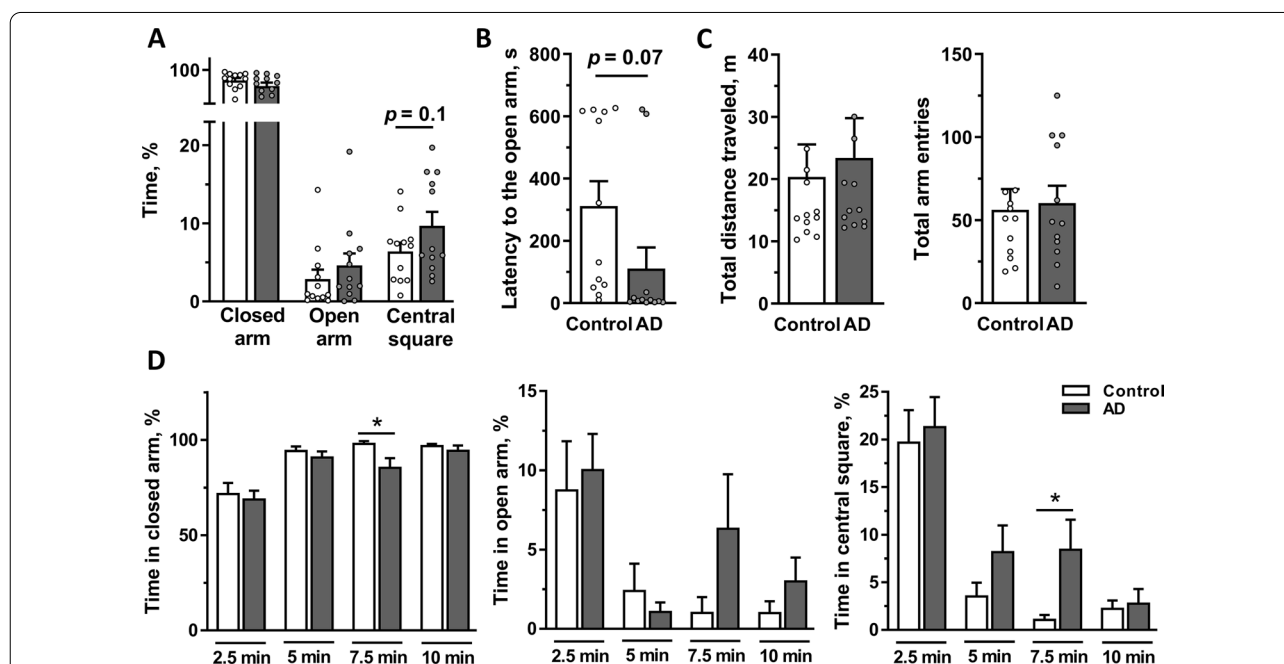 A
Time, %
100
20
10
0
p = 0.1
Closed arm
Open arm
Central square
B
Latency to the open arm, s
800
600
400
200
0
p = 0.07
Control AD
C
Total distance traveled, m
40
30
20
10
0
Control AD
Total arm entries
150
100
50
0
Control AD
D
Time in closed arm, %
100
50
0
*
2.5 min 5 min 7.5 min 10 min
Time in open arm, %
15
10
5
0
2.5 min 5 min 7.5 min 10 min
Time in central square, %
25
20
15
10
5
0
*
Control
AD
2.5 min 5 min 7.5 min 10 min